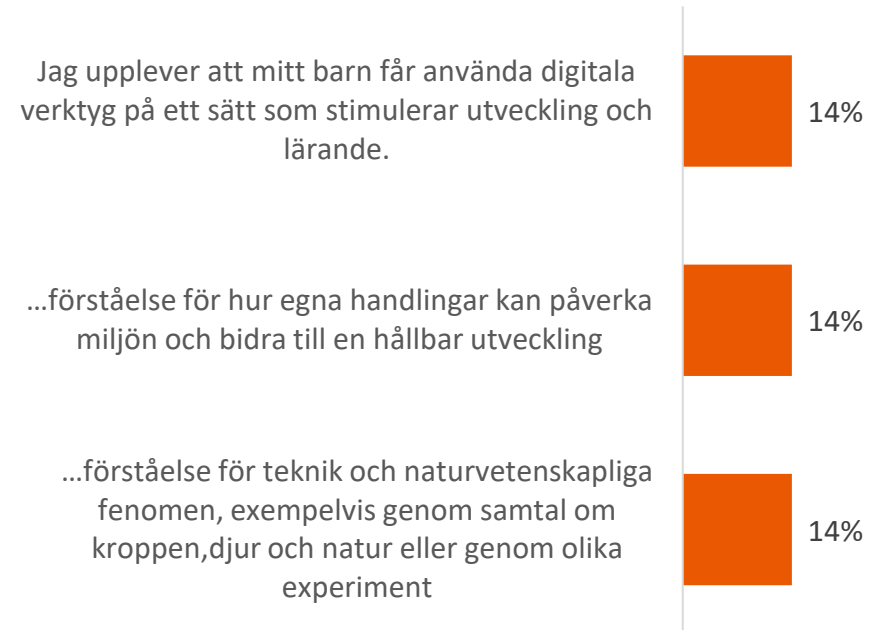 Jag upplever att mitt barn får använda digitala
verktyg på ett sätt som stimulerar utveckling och
lärande.
14%
...förståelse för hur egna handlingar kan påverka
miljön och bidra till en hållbar utveckling
14%
...förståelse för teknik och naturvetenskapliga
fenomen, exempelvis genom samtal om
kroppen,djur och natur eller genom olika
experiment
14%